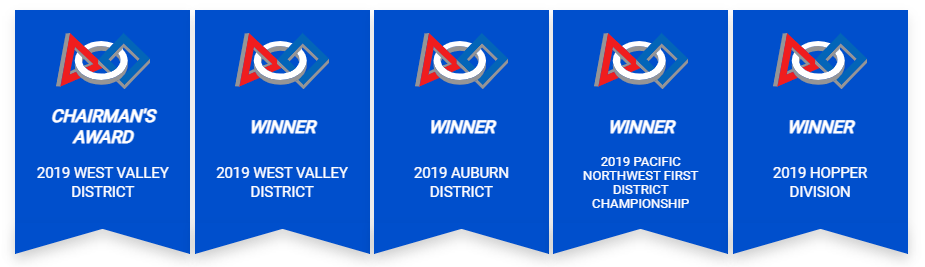 CHAIRMAN'S
AWARD
2019 WEST VALLEY
DISTRICT
WINNER
2019 WEST VALLEY
DISTRICT
WINNER
2019 AUBURN
DISTRICT
WINNER
2019 PACIFIC
NORTHWEST FIRST
DISTRICT
CHAMPIONSHIP
WINNER
2019 HOPPER
DIVISION